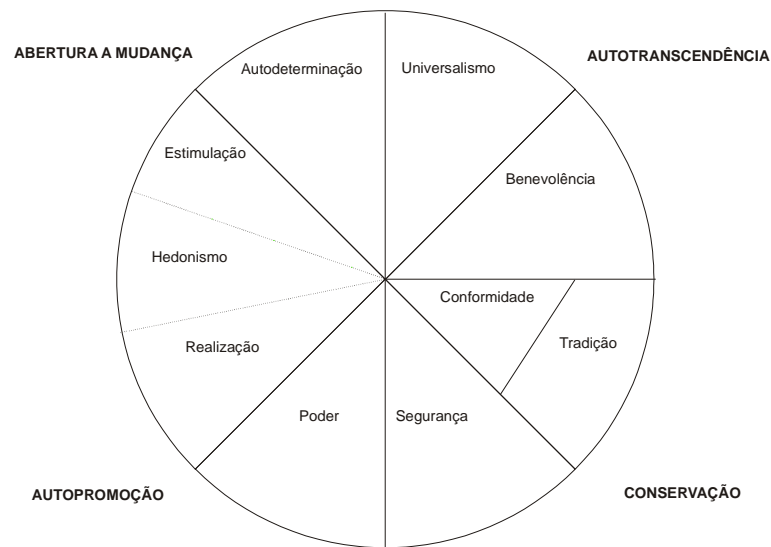 ABERTURA A MUDANÇA
AUTOTRANSCENDÊNCIA
Autodeterminação
Universalismo
Estimulação
Benevolência
Hedonismo
Conformidade
Realização
Tradição
Poder
Segurança
AUTOPROMOÇÃO
CONSERVAÇÃO